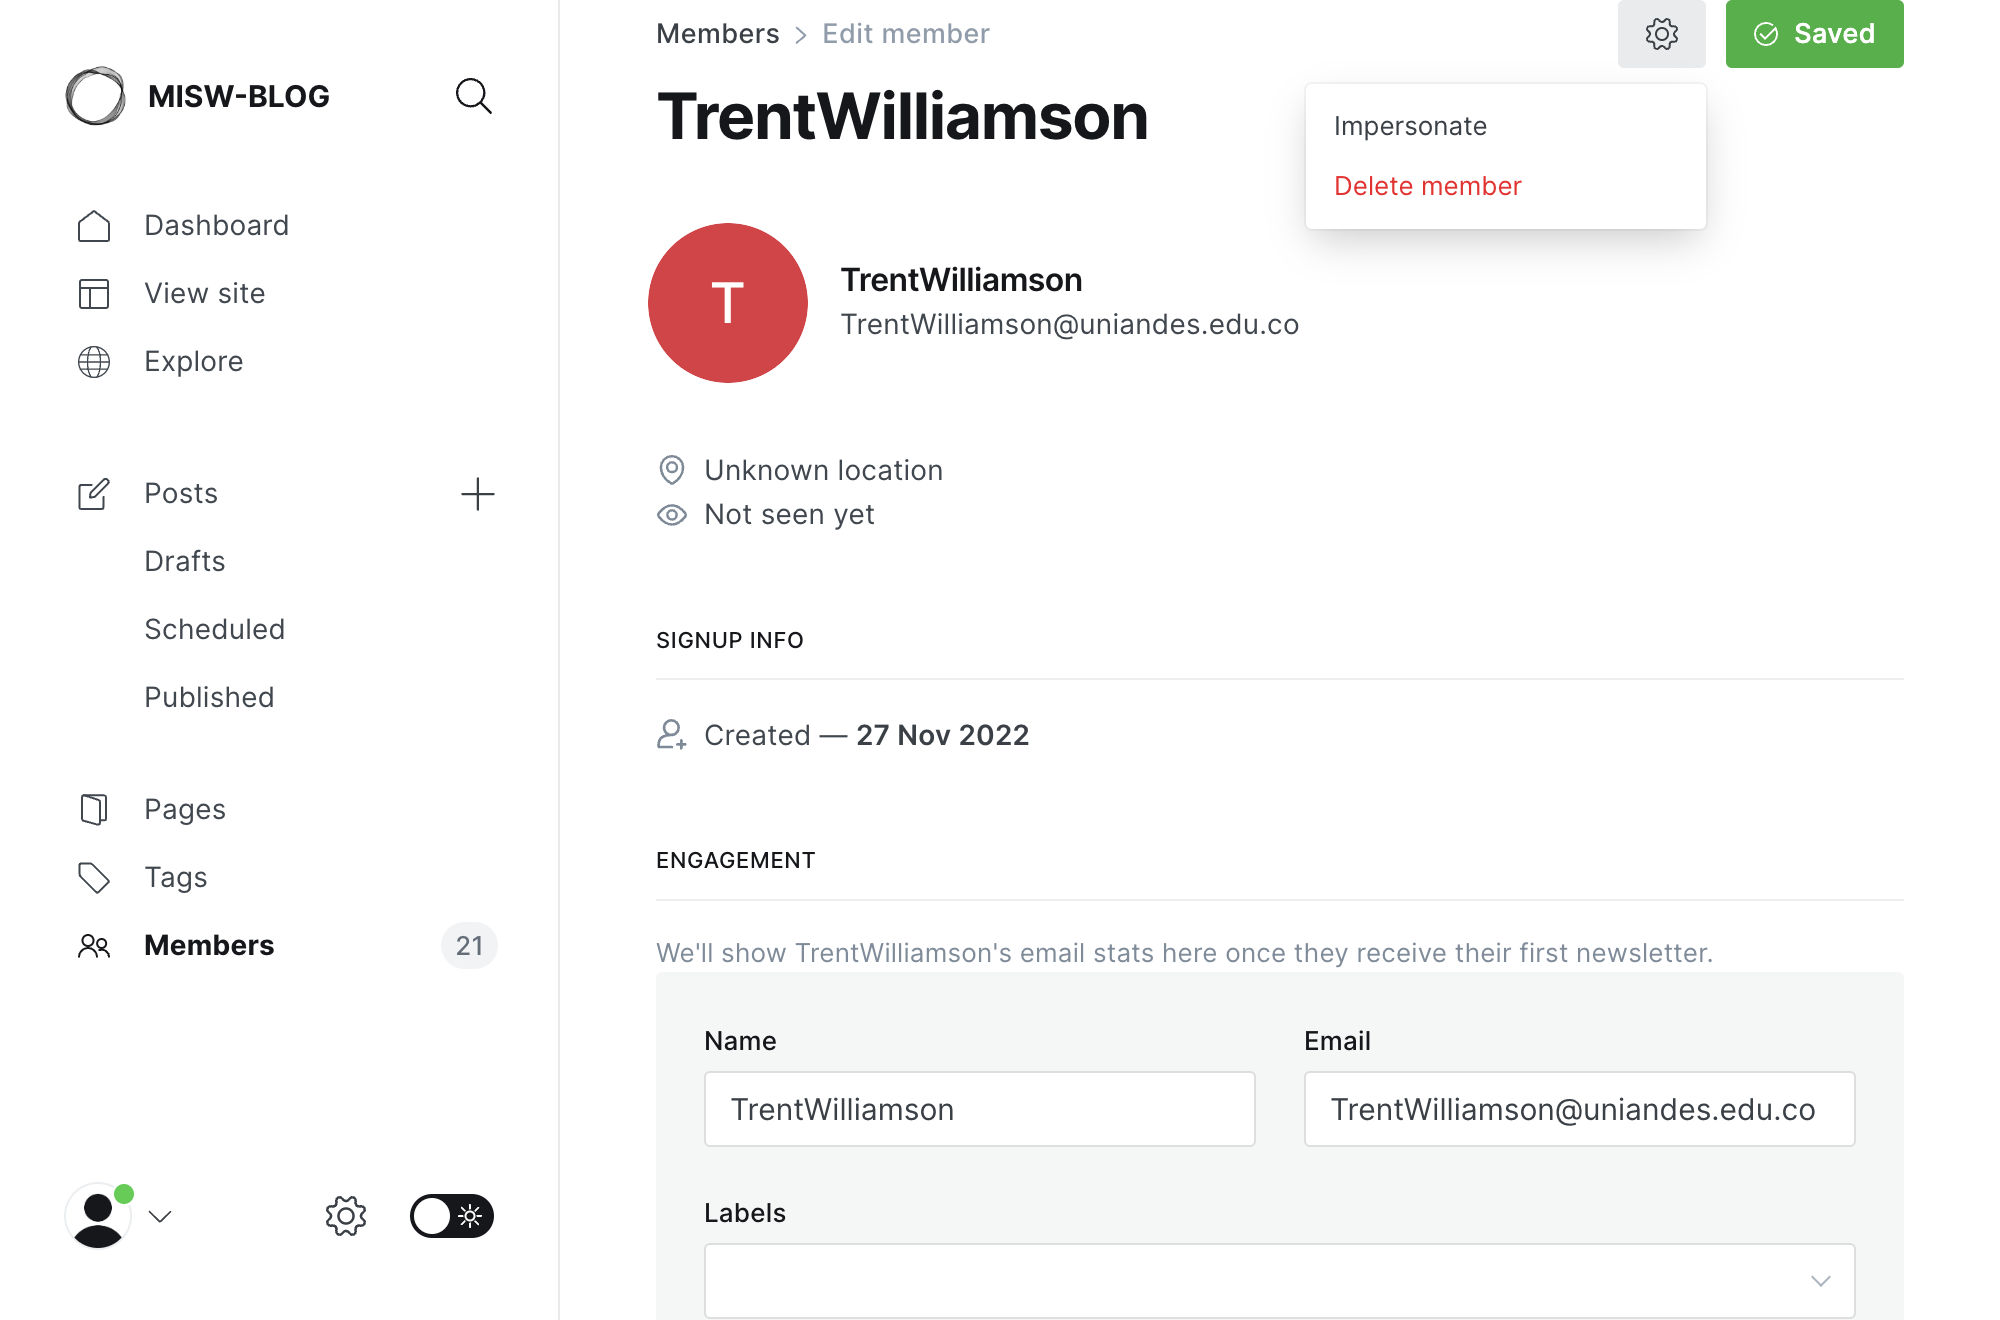 MISW-BLOG
Dashboard
View site
Explore
Posts
Drafts
Scheduled
Published
Pages
Tags
Members
21
Members > Edit member
Saved
TrentWilliamson
Impersonate
Delete member
T
TrentWilliamson
TrentWilliamson@uniandes.edu.co
Unknown location
Not seen yet
SIGNUP INFO
Created — 27 Nov 2022
ENGAGEMENT
We'll show TrentWilliamson's email stats here once they receive their first newsletter.
Name
Email
TrentWilliamson
TrentWilliamson@uniandes.edu.co
Labels